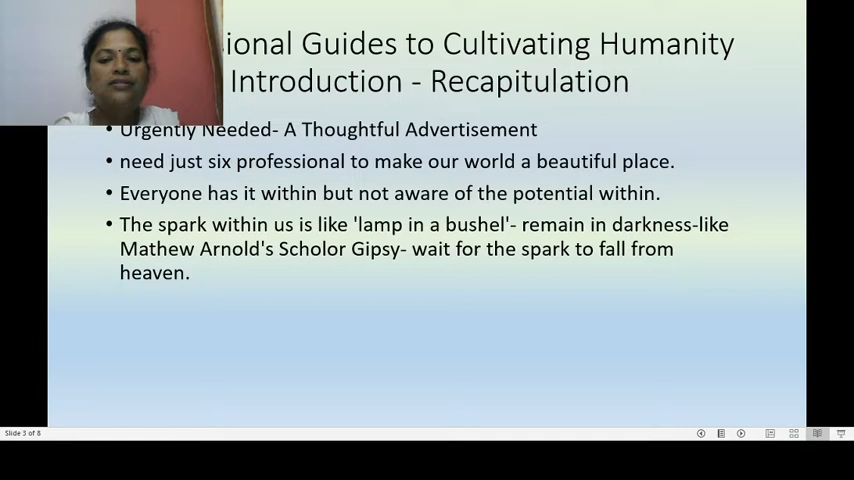 ional Guides to Cultivating Humanity
Introduction - Recapitulation
• Urgently Needed- A Thoughtful Advertisement
• need just six professional to make our world a beautiful place.
• Everyone has it within but not aware of the potential within.
• The spark within us is like 'lamp in a bushel'- remain in darkness-like
Mathew Arnold's Scholor Gipsy- wait for the spark to fall from
heaven.
Slide 3 of 8